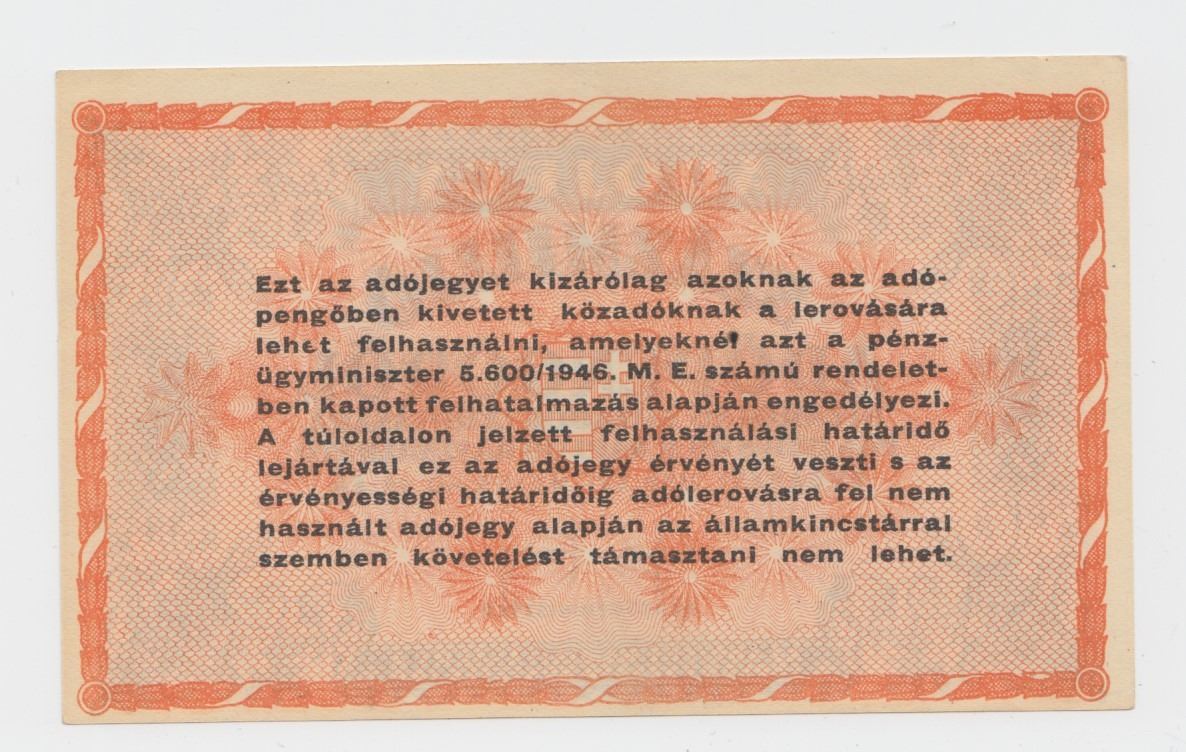 Ezt az adójegyet kizárólag azoknak az adó-
pengőben kivetett közadóknak a lerovására
lehet felhasználni, amelyeknél azt a pénz-
ügyminiszter 5.600/1946. M. E. számú rendelet-
ben kapott felhatalmazás alapján engedélyezi.
A túloldalon jelzett felhasználási határidő
lejártával ez az adójegy érvényét veszti s az
érvényességi határidőig adólerovásra fel nem
használt adójegy alapján az államkincstárral
szemben követelést támasztani nem lehet.